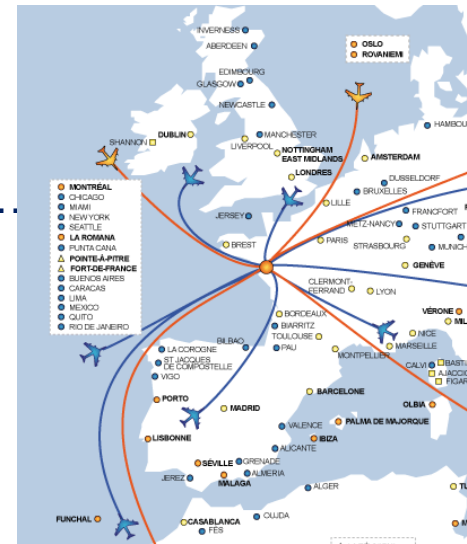 INVERNESS
ABERDEEN
OSLO
ROVANIEMI
EDIMBOURG
GLASGOW
NEWCASTLE
HAMBOU
DUBLIN
SHANNON
MANCHESTER
LIVERPOOL
NOTTINGHAM
EAST MIDLANDS
AMSTERDAM
LONDRES
DUSSELDORF
BRUXELLES
LILLE
MONTRÉAL
CHICAGO
MIAMI
NEW YORK
SEATTLE
LA ROMANA
PUNTA CANA
POINTE-À-PITRE
FORT-DE-FRANCE
BUENOS AIRES
CARACAS
LIMA
MEXICO
QUITO
RIO DE JANEIRO
JERSEY
FRANCFORT
METZ-NANCY
STUTTGART
BREST
PARIS
STRASBOURG
MUNICH
GENÈVE
CLERMONT-
FERRAND
LYON
BORDEAUX
BIARRITZ
TOULOUSE
PAU
VÉRONE
MIL
NICE
MARSEILLE
MONTPELLIER
BILBAO
LA COROGNE
ST JACQUES
DE COMPOSTELLE
VIGO
CALVI
BAST
AJACCIO
FIGAR
PORTO
MADRID
BARCELONE
OLBIA
PALMA DE MAJORQUE
VALENCE
IBIZA
LISBONNE
ALICANTE
SÉVILLE
GRENADE
ALMERIA
JEREZ
MALAGA
ALGER
TU
FUNCHAL
CASABLANCA
OUJDA
FÈS
M